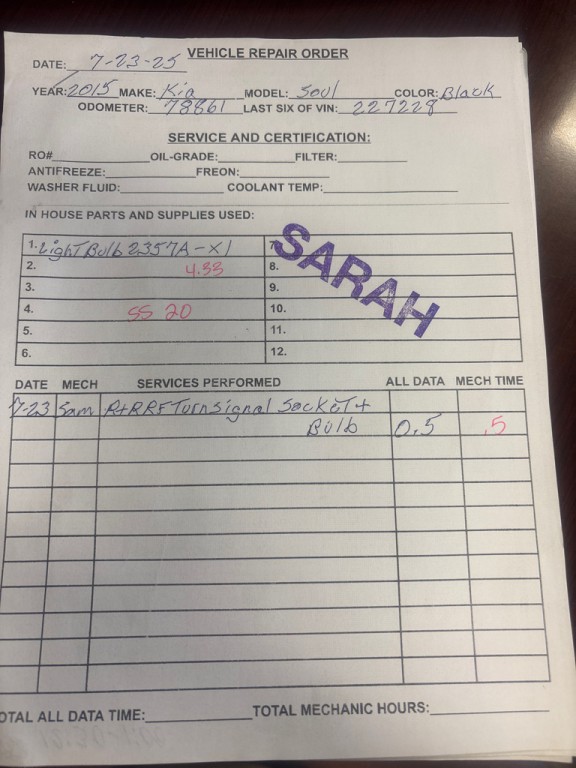 VEHICLE REPAIR ORDER
DATE: 7-23-25
YEAR: 2015 MAKE: Kia MODEL: Soul COLOR: Black
ODOMETER: 78861 LAST SIX OF VIN: 227228
SERVICE AND CERTIFICATION:
RO# OIL-GRADE: FILTER:
ANTIFREEZE: FREON:
WASHER FLUID: COOLANT TEMP:
IN HOUSE PARTS AND SUPPLIES USED:
1. Light Bulb 2357A-X1 7.
2. 4.33 8.
3. 9.
4. SS 20 10.
5. 11.
6. 12.
SARAH
DATE MECH SERVICES PERFORMED ALL DATA MECH TIME
7-23 Sam R+R RF Turnsignal Socket +
Bulb 0.5 .5
OTAL ALL DATA TIME: TOTAL MECHANIC HOURS: